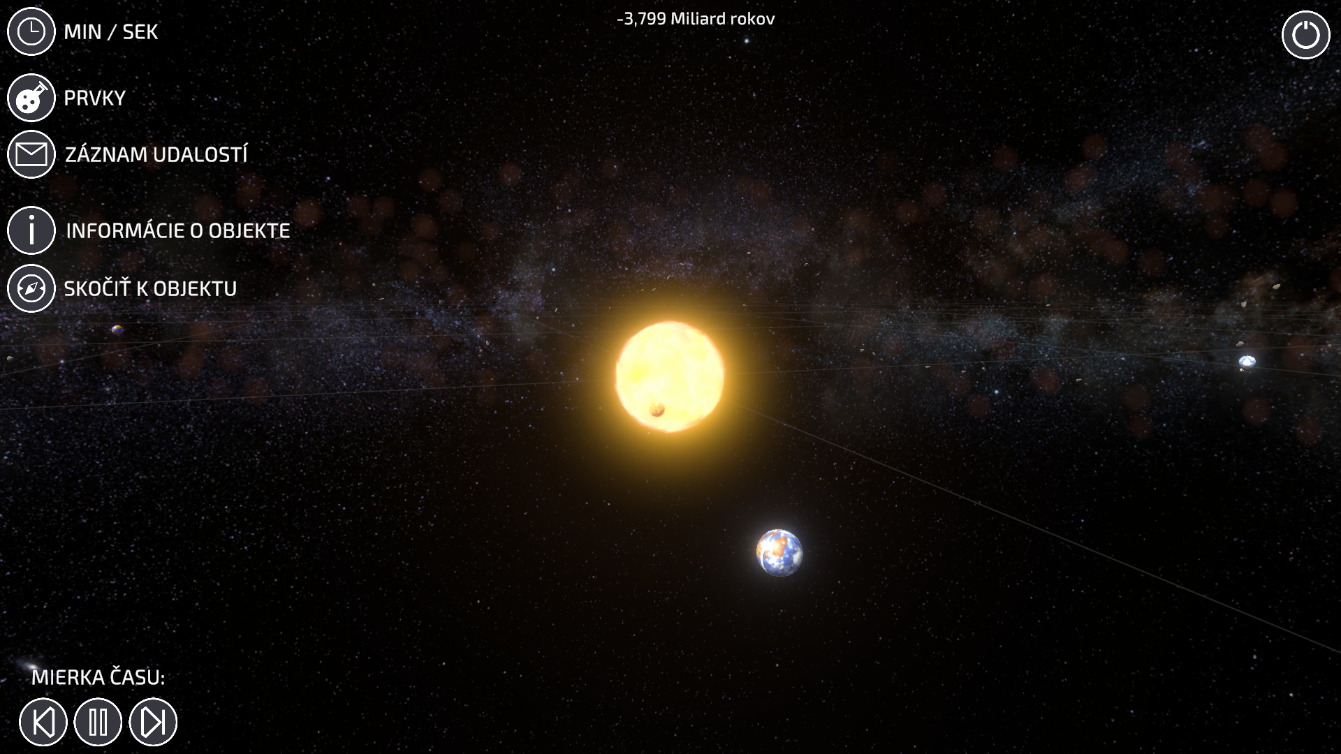 -3,799 Miliard rokov
MIN / SEK
PRVKY
ZÁZNAM UDALOSTÍ
INFORMÁCIE O OBJEKTE
SKOČIŤ K OBJEKTU
MIERKA ČASU: